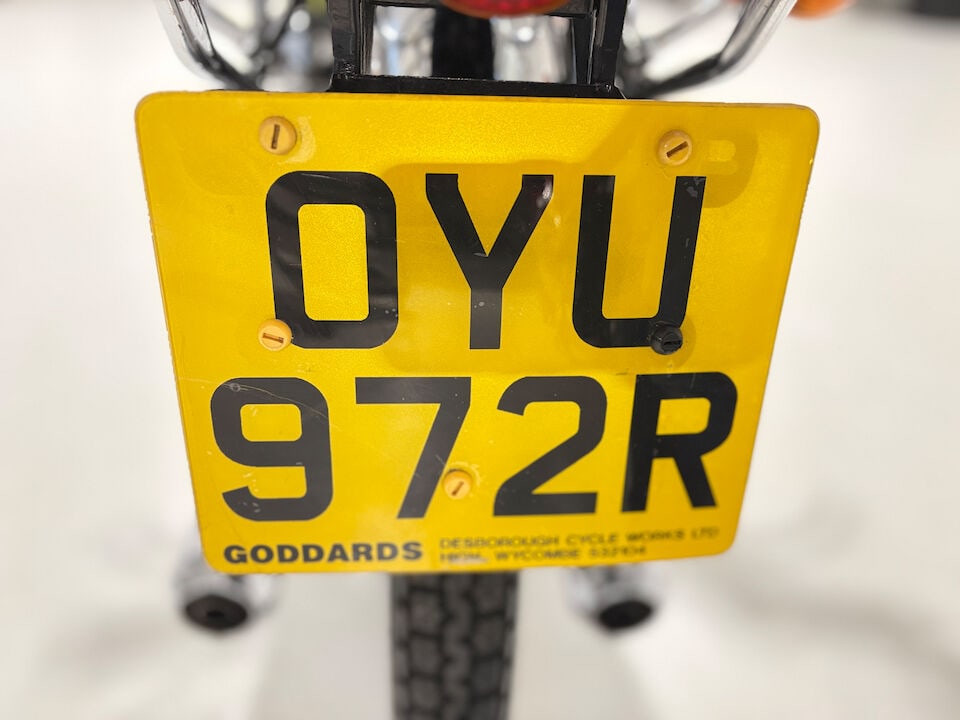 OYU
972R
GODDARDS
DESBOROUGH CYCLE WORKS LTD
HIGH WYCOMBE